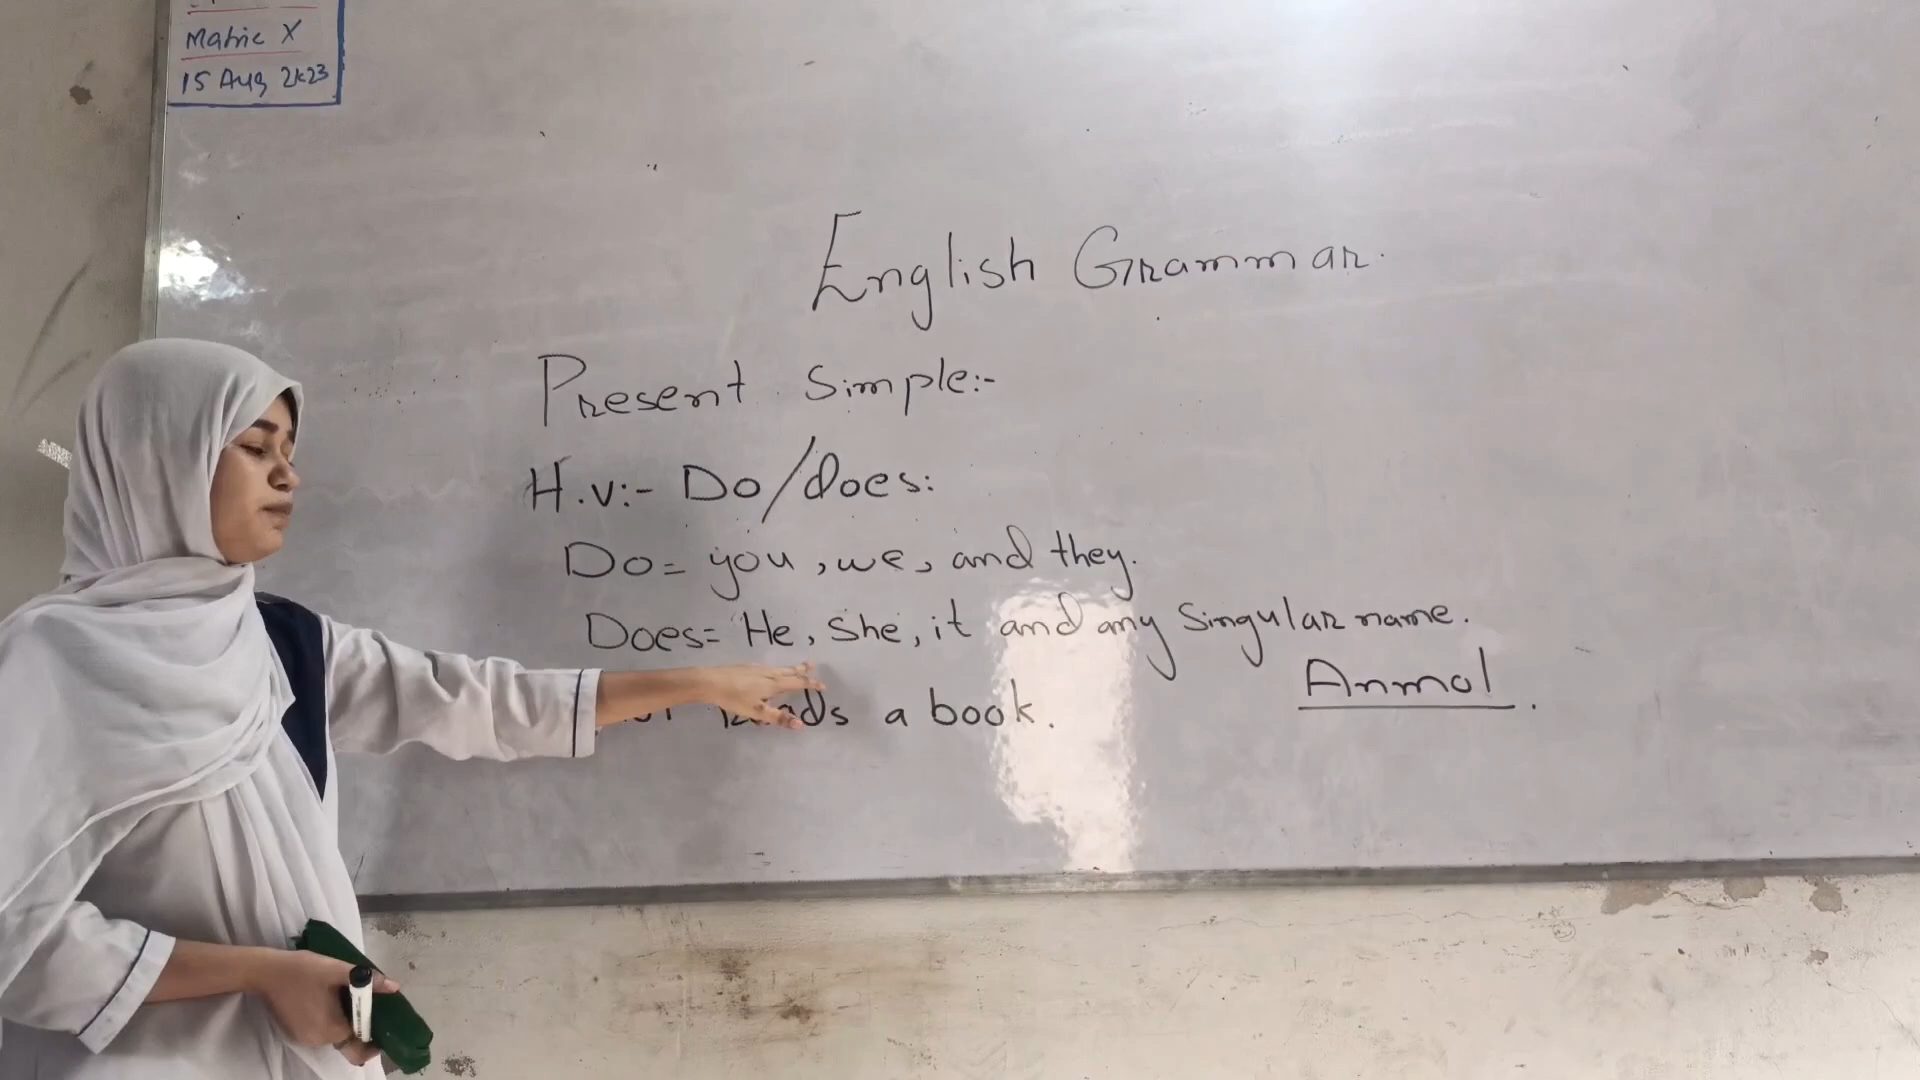 Matric X
15 Aug 2k23
English Grammar.
Present Simple:-
H.v:- Do/does:
Do= you, we, and they.
Does= He, She, it and any Singular name.
Anmol.
a book.